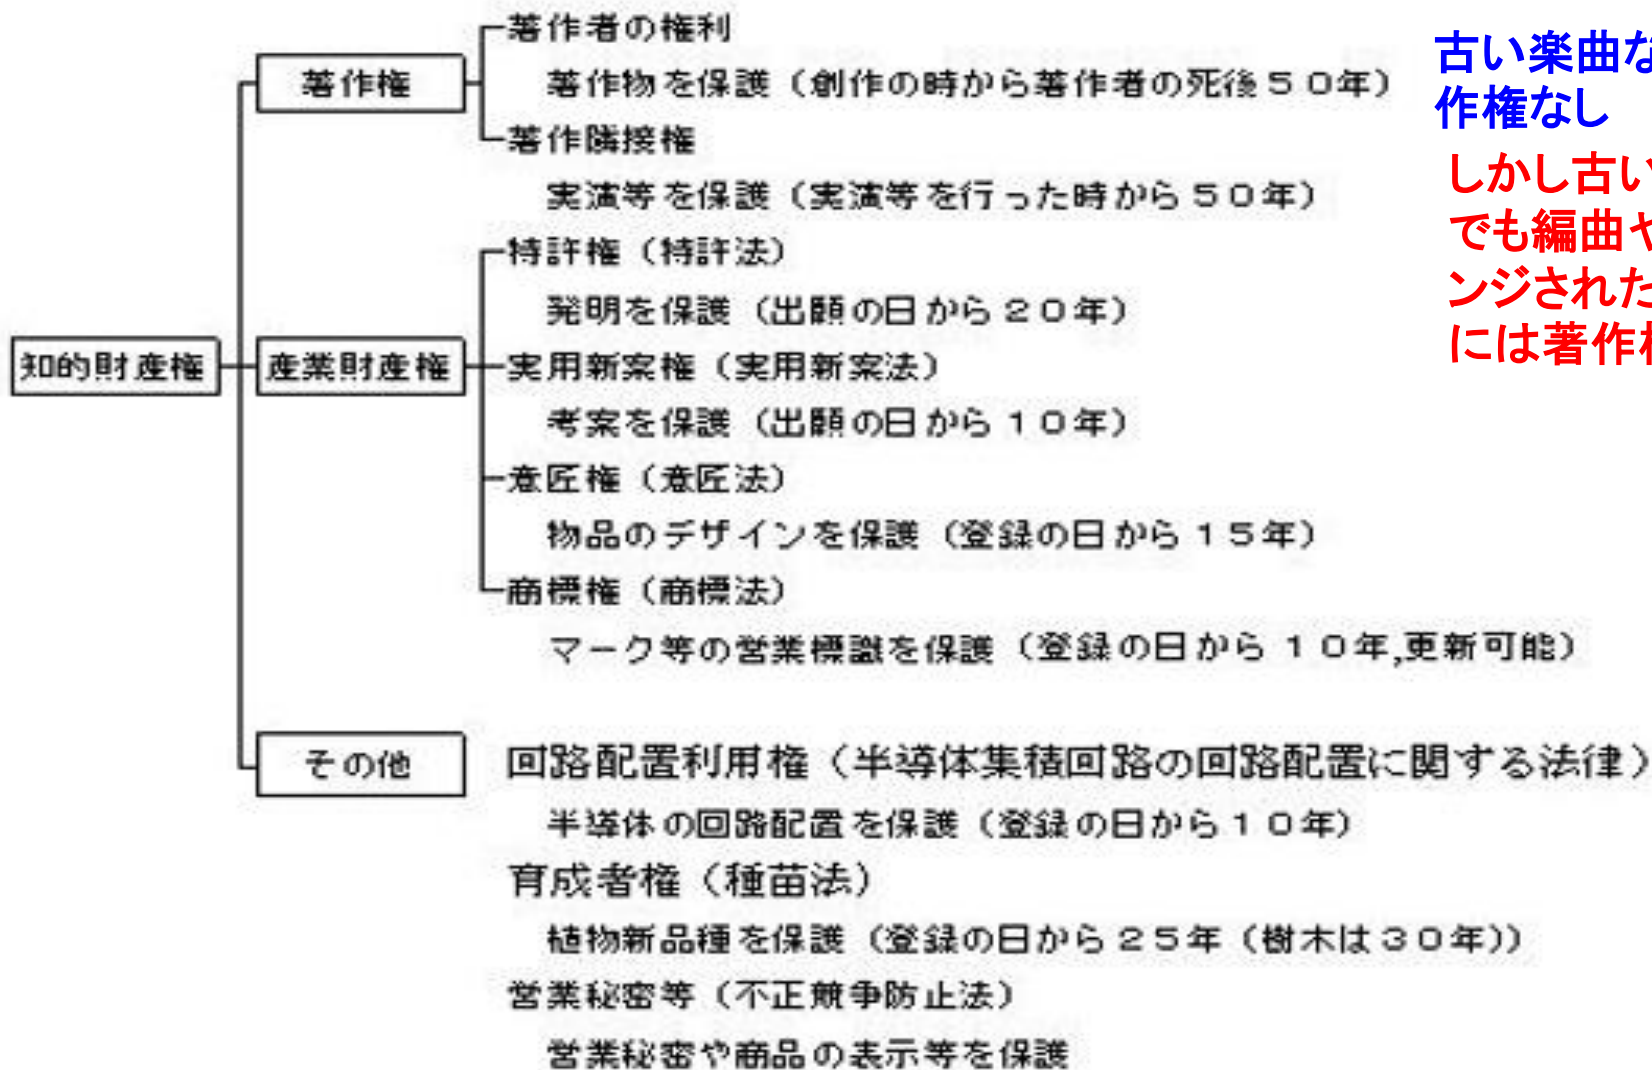 著作権
著作者の権利
著作物を保護（創作の時から著作者の死後５０年）
著作隣接権
実演等を保護（実演等を行った時から５０年）
知的財産権
産業財産権
特許権（特許法）
発明を保護（出願の日から２０年）
実用新案権（実用新案法）
考案を保護（出願の日から１０年）
意匠権（意匠法）
物品のデザインを保護（登録の日から１５年）
商標権（商標法）
マーク等の営業標識を保護（登録の日から１０年,更新可能）
その他
回路配置利用権（半導体集積回路の回路配置に関する法律）
半導体の回路配置を保護（登録の日から１０年）
育成者権（種苗法）
植物新品種を保護（登録の日から２５年（樹木は３０年））
営業秘密等（不正競争防止法）
営業秘密や商品の表示等を保護
古い楽曲な
作権なし
しかし古い
でも編曲や
ンジされた
には著作権